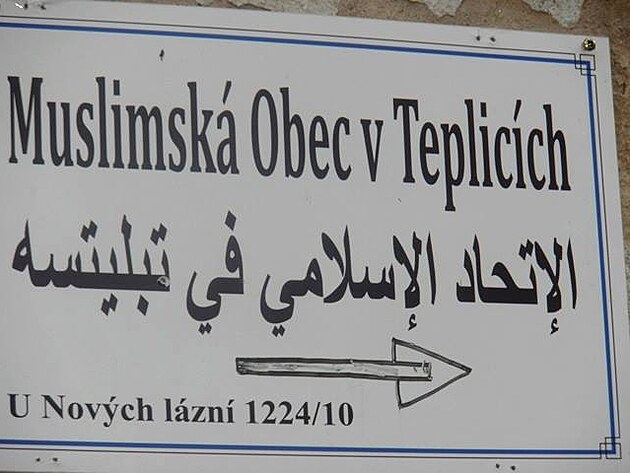 Muslimská Obec v Teplicích
الإتحاد الإسلامي في تبليتسه
U Nových lázní 1224/10